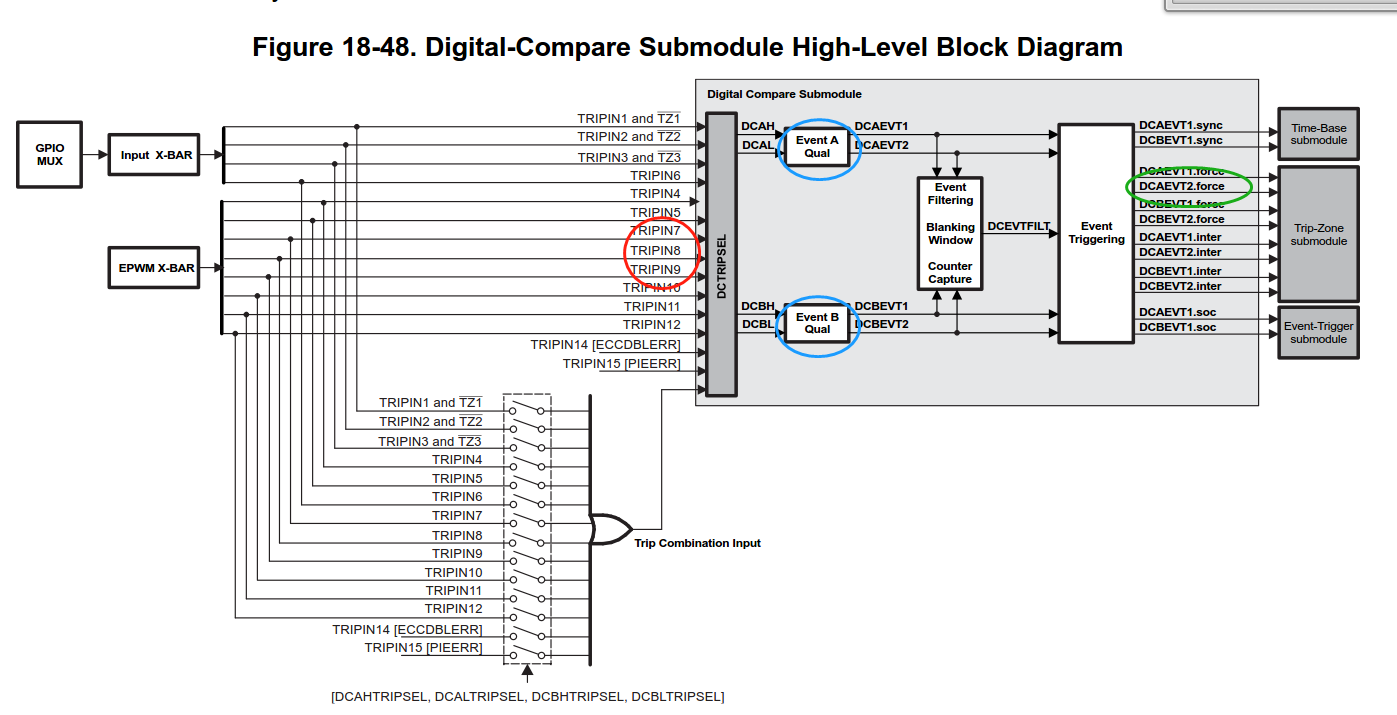 Figure 18-48. Digital-Compare Submodule High-Level Block Diagram
GPIO
MUX
Input X-BAR
EPWM X-BAR
TRIPIN1 and TZ1
TRIPIN2 and TZ2
TRIPIN3 and TZ3
TRIPIN6
TRIPIN4
TRIPIN5
TRIPIN7
TRIPIN8
TRIPIN9
TRIPIN10
TRIPIN11
TRIPIN12
TRIPIN14 [ECCDBLERR]
TRIPIN15 [PIEERR]
Digital Compare Submodule
DCTRIPSEL
DCAH
DCAL
Event A
Qual
DCAEVT1
DCAEVT2
Event
Filtering
Blanking
Window
Counter
Capture
DCEVTFILT
DCBH
DCBL
Event B
Qual
DCBEVT1
DCBEVT2
Event
Triggering
DCAEVT1.sync
DCBEVT1.sync
DCAEVT1.force
DCAEVT2.force
DCBEVT1.force
DCBEVT2.force
DCAEVT1.inter
DCAEVT2.inter
DCBEVT1.inter
DCBEVT2.inter
DCAEVT1.soc
DCBEVT1.soc
Time-Base
submodule
Trip-Zone
submodule
Event-Trigger
submodule
TRIPIN1 and TZ1
TRIPIN2 and TZ2
TRIPIN3 and TZ3
TRIPIN4
TRIPIN5
TRIPIN6
TRIPIN7
TRIPIN8
TRIPIN9
TRIPIN10
TRIPIN11
TRIPIN12
TRIPIN14 [ECCDBLERR]
TRIPIN15 [PIEERR]
Trip Combination Input
[DCAHTRIPSEL, DCALTRIPSEL, DCBHTRIPSEL, DCBLTRIPSEL]